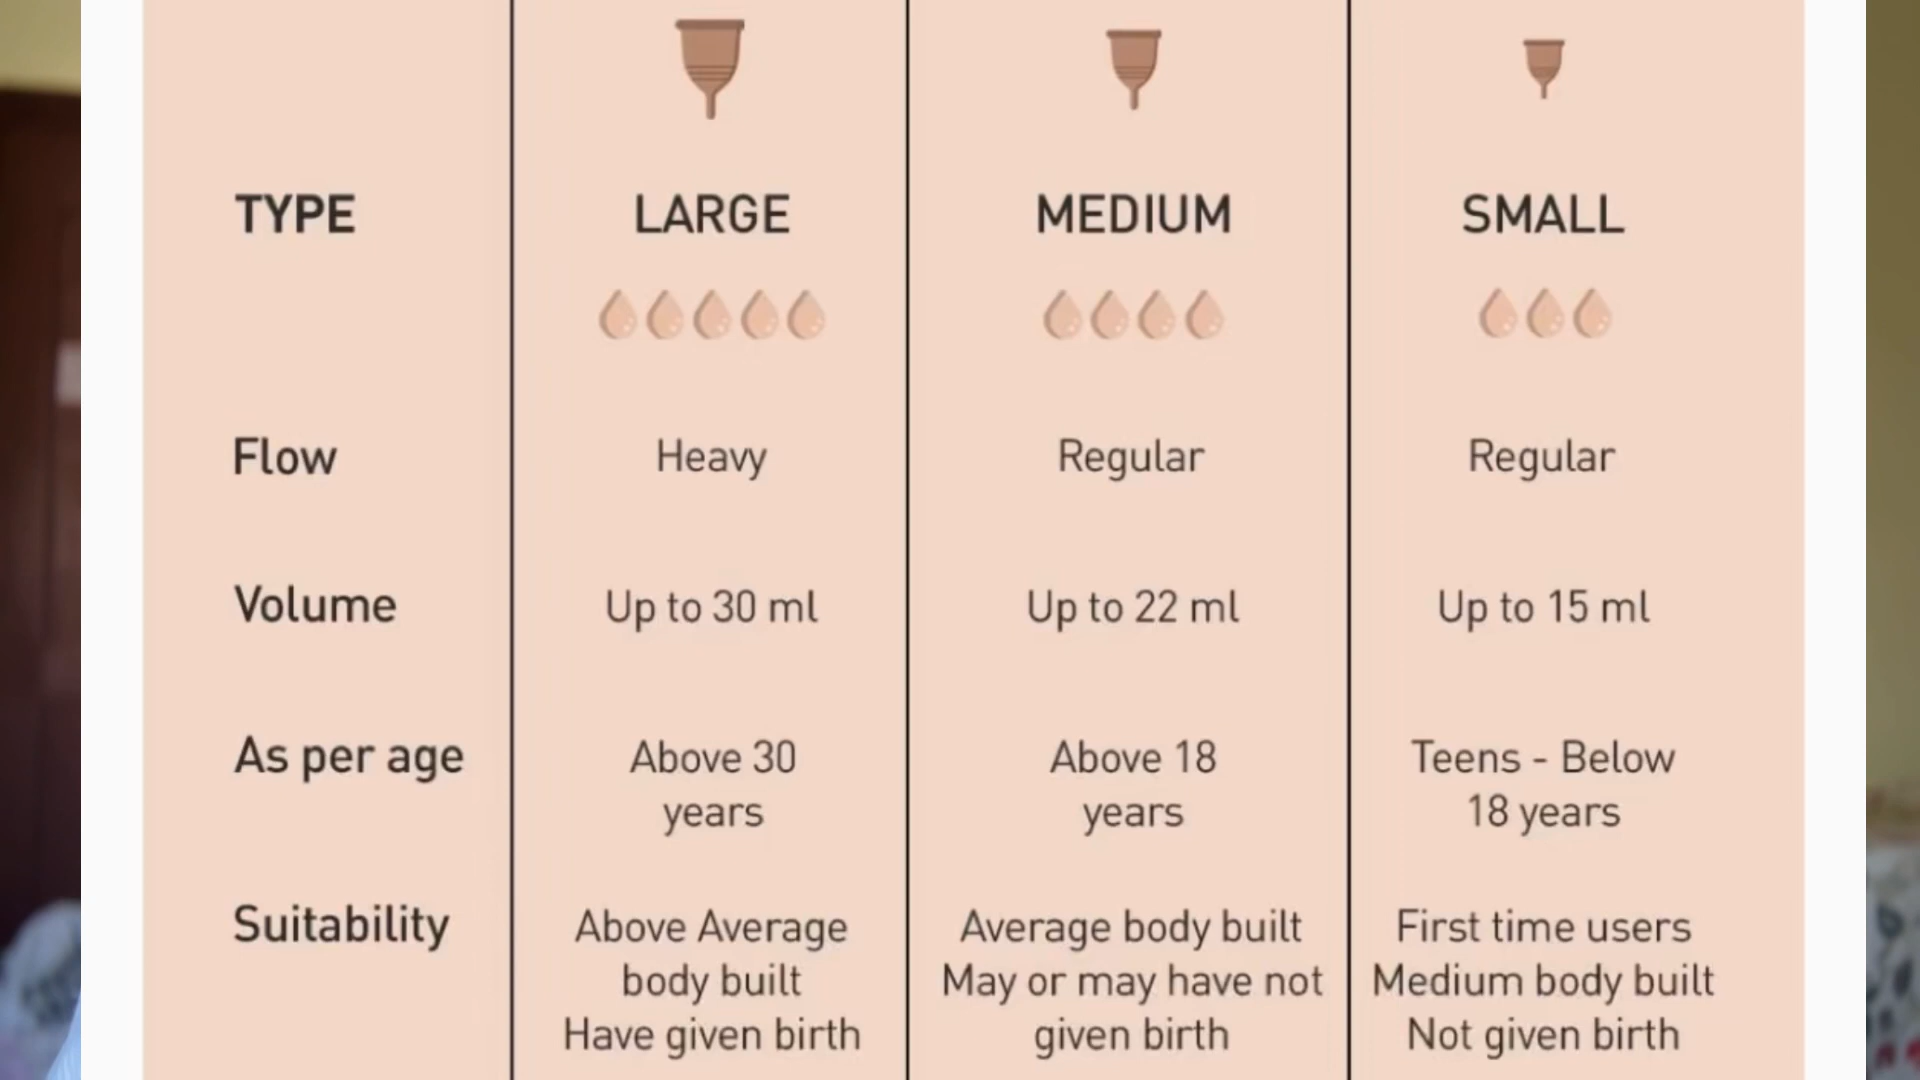 TYPE LARGE MEDIUM SMALL
Flow Heavy Regular Regular
Volume Up to 30 ml Up to 22 ml Up to 15 ml
As per age Above 30 Above 18 Teens - Below
years years 18 years
Suitability Above Average Average body built First time users
body built May or may have not Medium body built
Have given birth given birth Not given birth